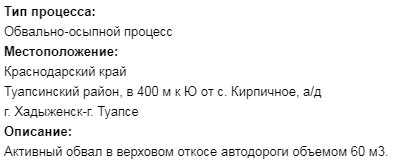 Тип процесса:
Обвально-осыпной процесс
Местоположение:
Краснодарский край
Туапсинский район, в 400 м к Ю от с. Кирпичное, а/д
г. Хадыженск-г. Туапсе
Описание:
Активный обвал в верховом откосе автодороги объемом 60 м3.